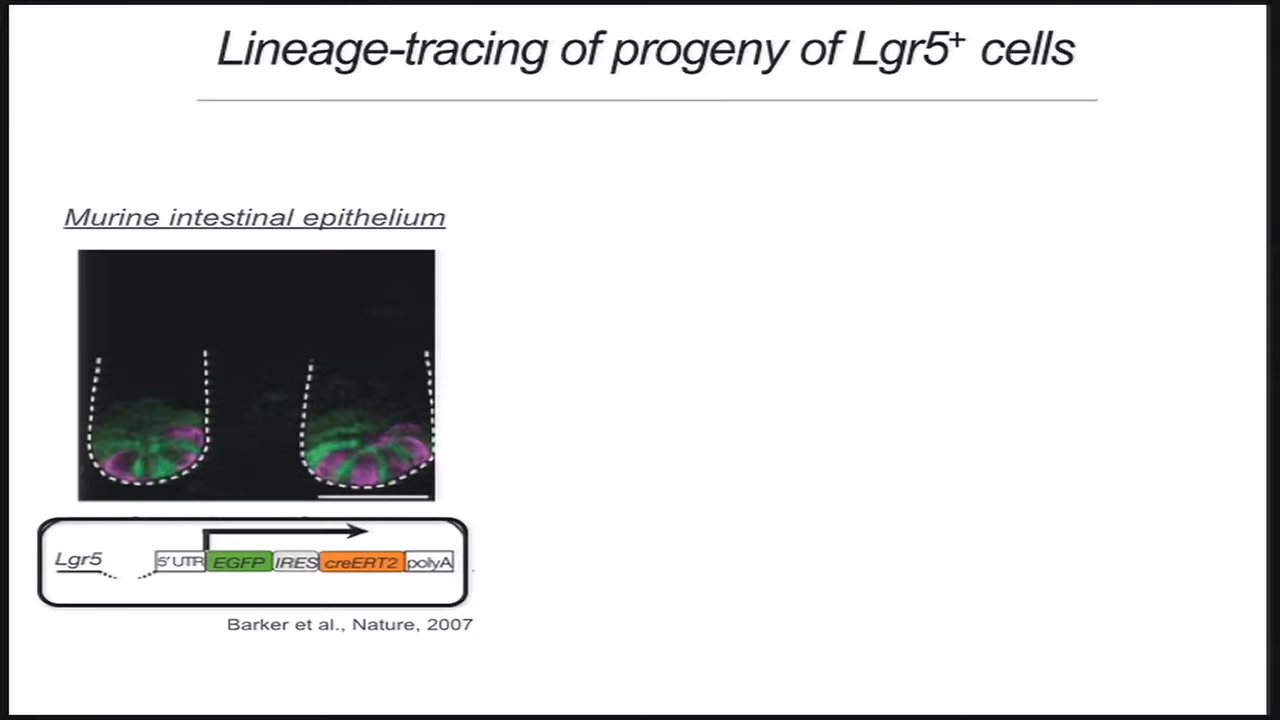 Lineage-tracing of progeny of Lgr5+ cells
Murine intestinal epithelium
Lgr5 5' UTR EGFP IRES creERT2 polyA
Barker et al., Nature, 2007